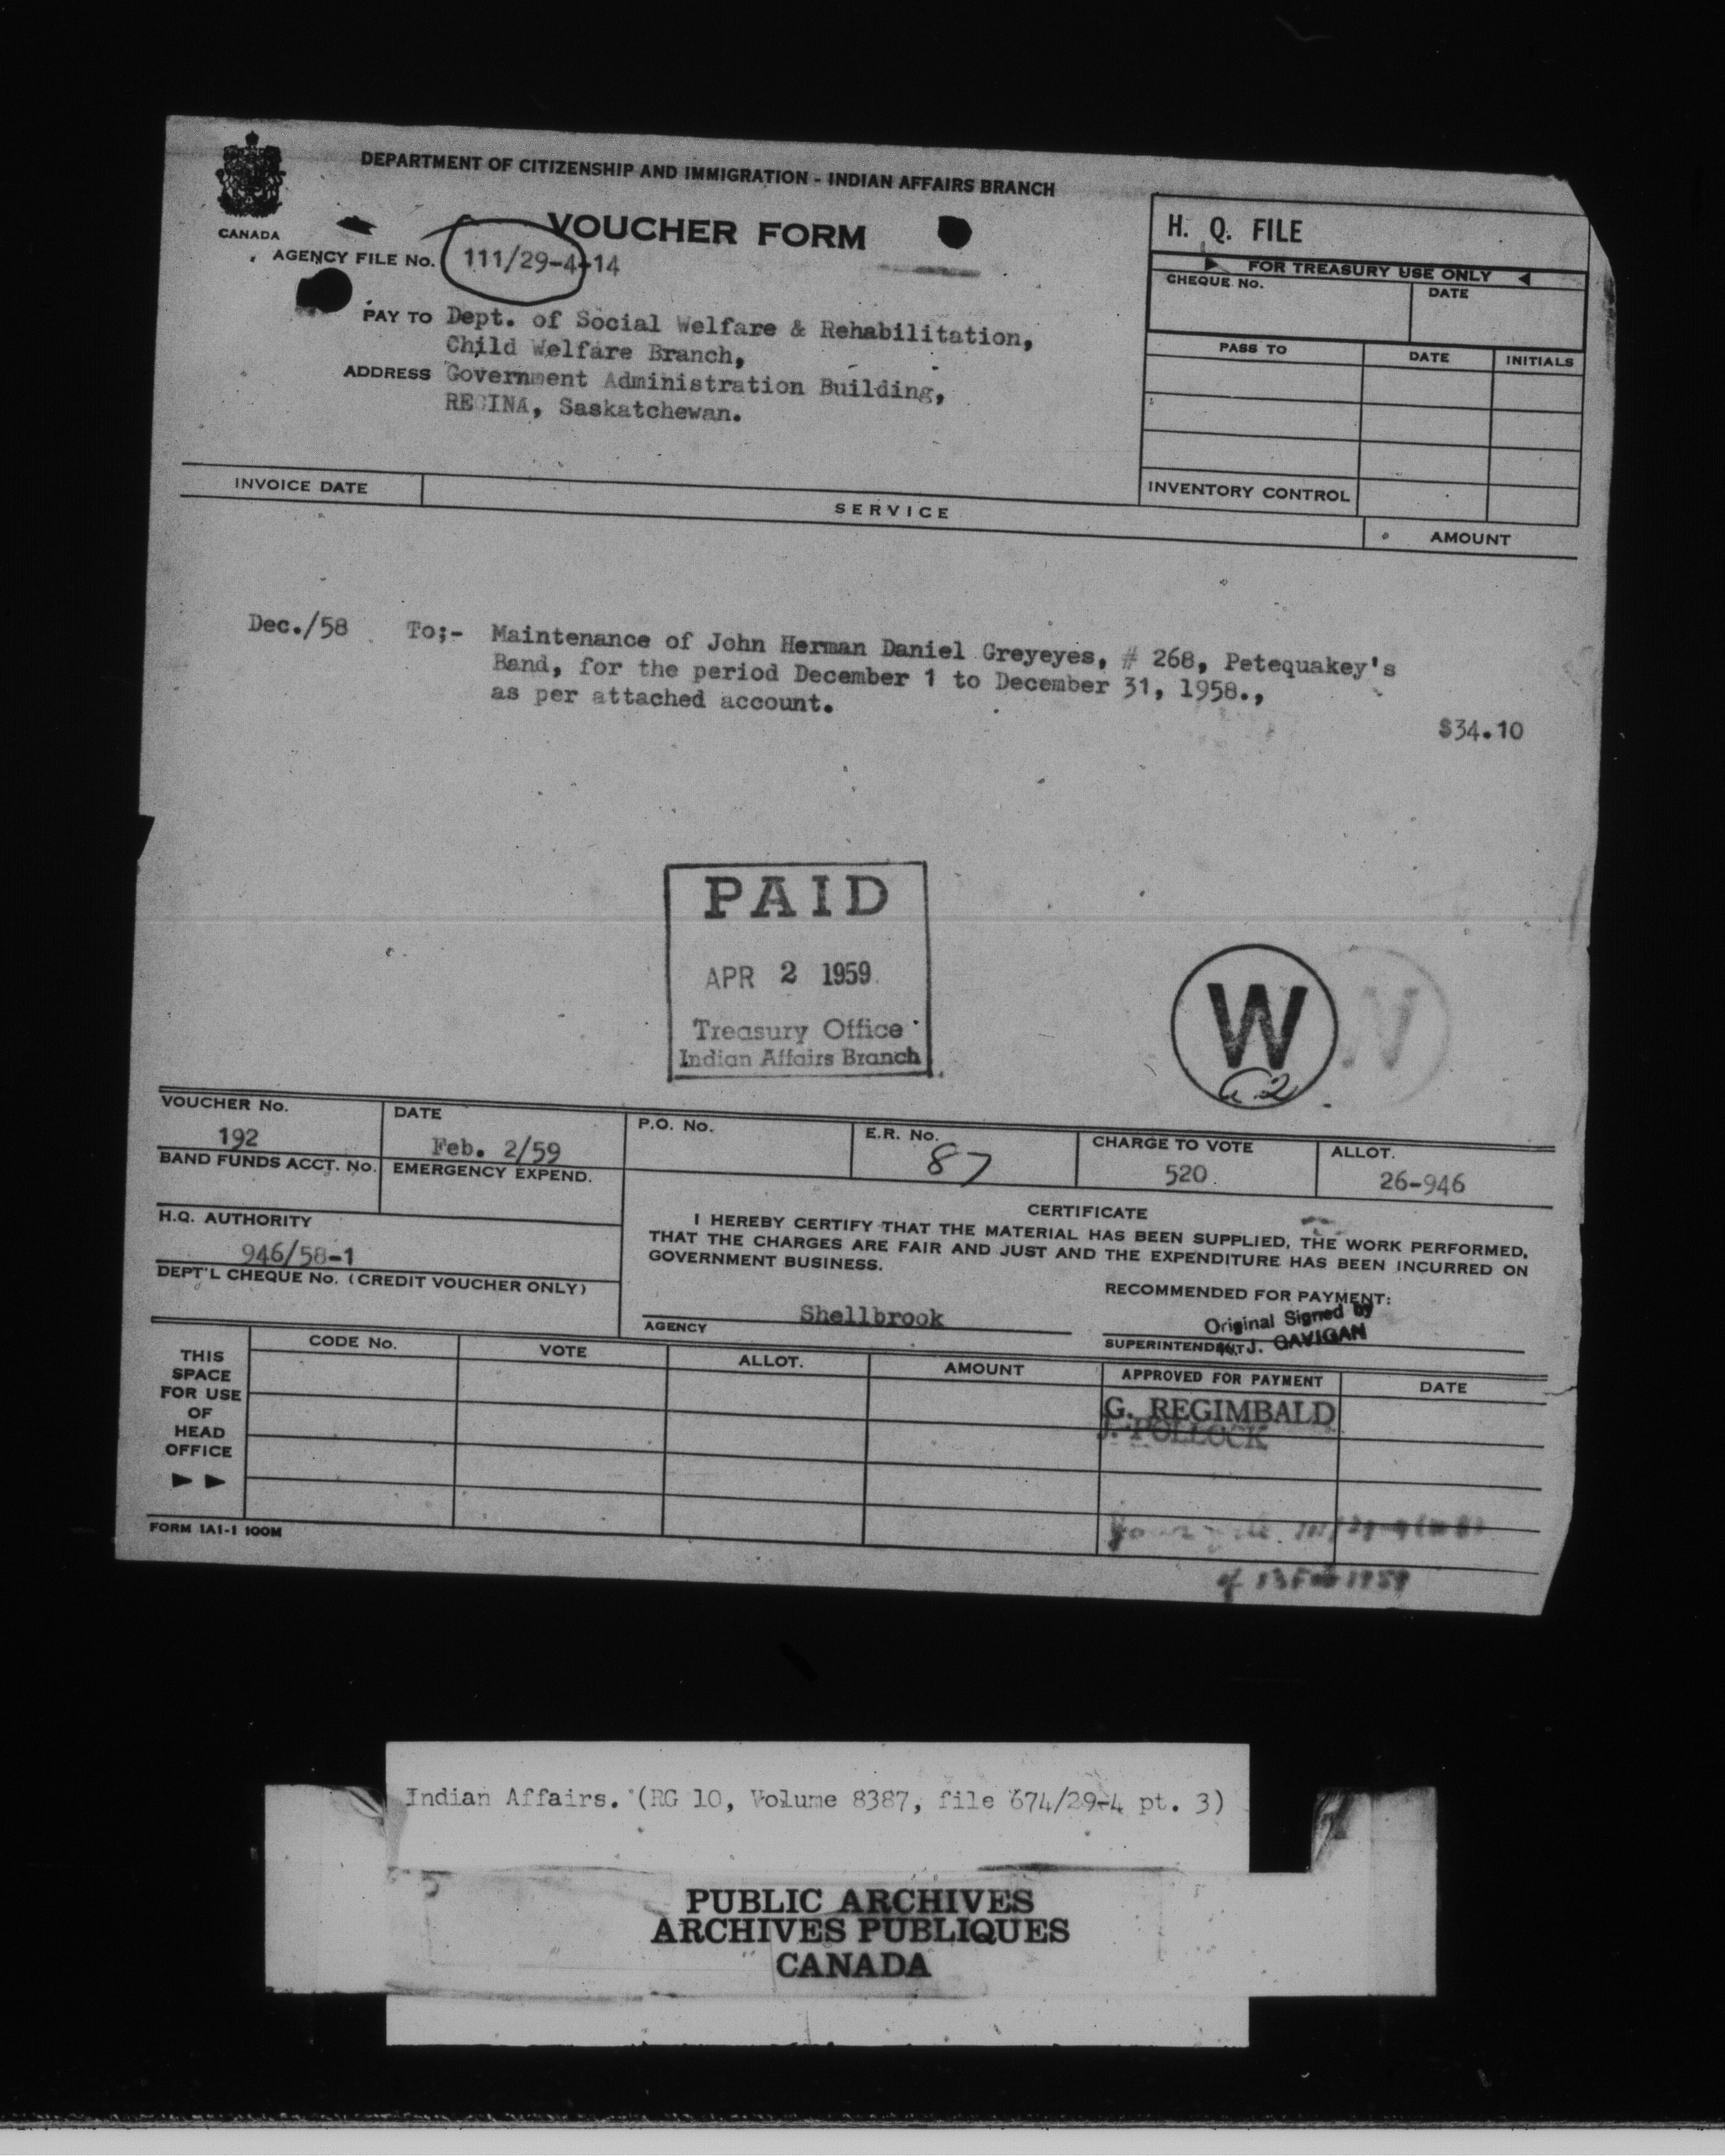 DEPARTMENT OF CITIZENSHIP AND IMMIGRATION - INDIAN AFFAIRS BRANCH
CANADA
VOUCHER FORM
AGENCY FILE No. 111/29-4-14
H. Q. FILE
FOR TREASURY USE ONLY
CHEQUE No. DATE
PAY TO Dept. of Social Welfare & Rehabilitation,
Child Welfare Branch,
ADDRESS Government Administration Building,
REGINA, Saskatchewan.
PASS TO DATE INITIALS
INVENTORY CONTROL
INVOICE DATE SERVICE AMOUNT
Dec./58 To;- Maintenance of John Herman Daniel Greyeyes, # 268, Petequakey's
Band, for the period December 1 to December 31, 1958.,
as per attached account.
$34.10
PAID
APR 2 1959
Treasury Office
Indian Affairs Branch
W
W
VOUCHER No. DATE P.O. No. E.R. No. CHARGE TO VOTE ALLOT.
192 Feb. 2/59 87 520 26-946
BAND FUNDS ACCT. No. EMERGENCY EXPEND.
H.Q. AUTHORITY
946/58-1
DEPT'L CHEQUE No. (CREDIT VOUCHER ONLY)
CERTIFICATE
I HEREBY CERTIFY THAT THE MATERIAL HAS BEEN SUPPLIED, THE WORK PERFORMED,
THAT THE CHARGES ARE FAIR AND JUST AND THE EXPENDITURE HAS BEEN INCURRED ON
GOVERNMENT BUSINESS.
RECOMMENDED FOR PAYMENT:
Original Signed by
AGENCY Shellbrook
SUPERINTENDENT J. GAVIGAN
THIS
SPACE
FOR USE
OF
HEAD
OFFICE
CODE No. VOTE ALLOT. AMOUNT APPROVED FOR PAYMENT DATE
G. REGIMBALD
J. POLLOCK
FORM IA1-1 100M
1959
Indian Affairs. (RG 10, Volume 8387, file 674/29-4 pt. 3)
PUBLIC ARCHIVES
ARCHIVES PUBLIQUES
CANADA